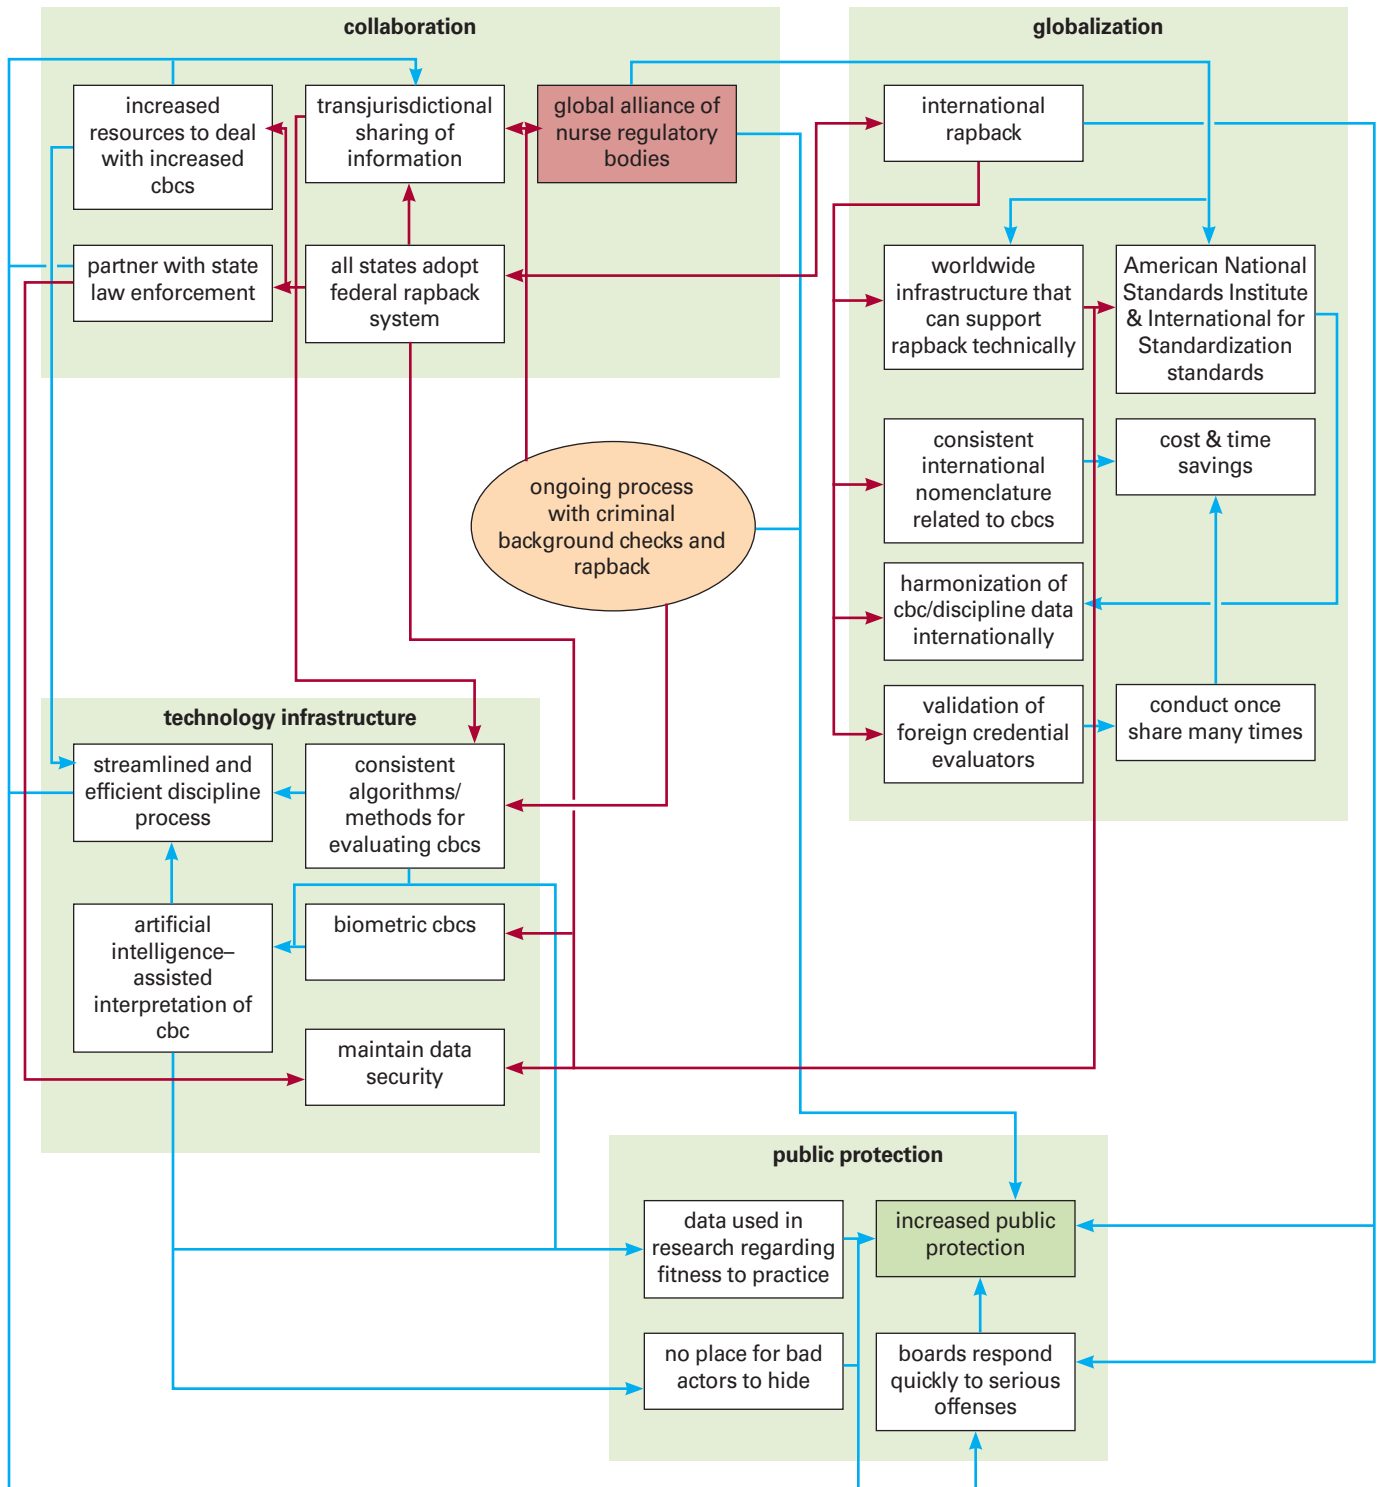 collaboration
increased
resources to deal
with increased
cbcs
transjurisdictional
sharing of
information
global alliance of
nurse regulatory
bodies
partner with state
law enforcement
all states adopt
federal rapback
system
globalization
international
rapback
worldwide
infrastructure that
can support
rapback technically
American National
Standards Institute
& International for
Standardization
standards
consistent
international
nomenclature
related to cbcs
cost & time
savings
harmonization of
cbc/discipline data
internationally
validation of
foreign credential
evaluators
conduct once
share many times
ongoing process
with criminal
background checks and
rapback
technology infrastructure
streamlined and
efficient discipline
process
consistent
algorithms/
methods for
evaluating cbcs
artificial
intelligence–
assisted
interpretation of
cbc
biometric cbcs
maintain data
security
public protection
data used in
research regarding
fitness to practice
increased public
protection
no place for bad
actors to hide
boards respond
quickly to serious
offenses